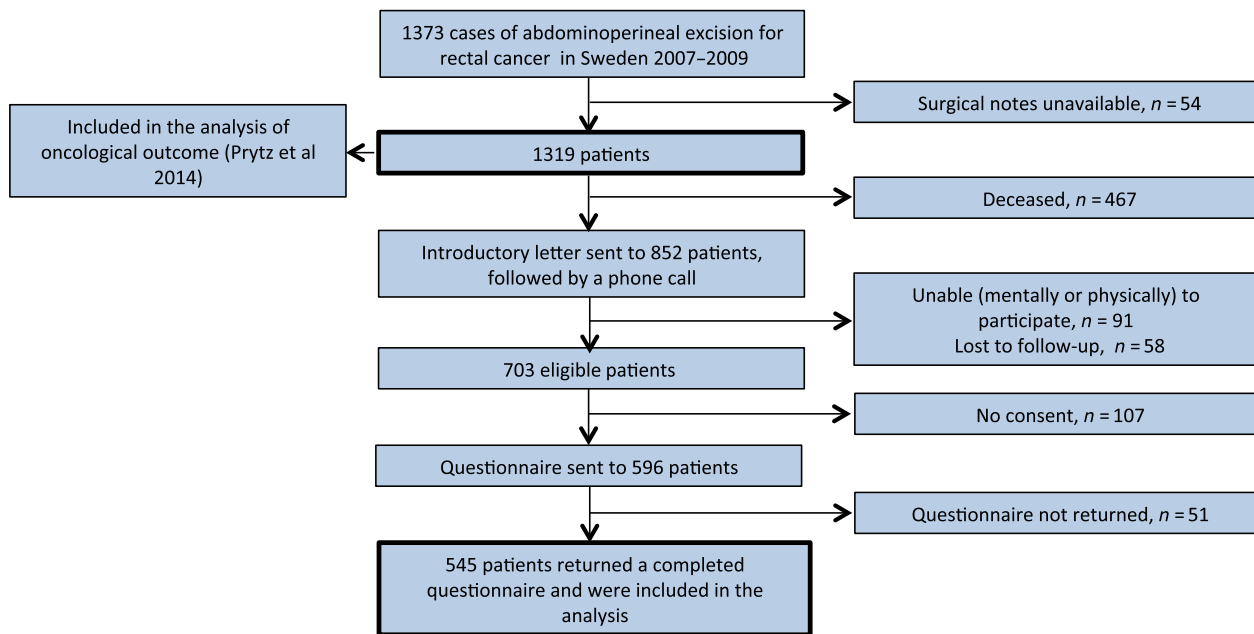 1373 cases of abdominoperineal excision for
rectal cancer in Sweden 2007–2009
Surgical notes unavailable, n = 54
Included in the analysis of
oncological outcome (Prytz et al
2014)
1319 patients
Deceased, n = 467
Introductory letter sent to 852 patients,
followed by a phone call
Unable (mentally or physically) to
participate, n = 91
Lost to follow-up, n = 58
703 eligible patients
No consent, n = 107
Questionnaire sent to 596 patients
Questionnaire not returned, n = 51
545 patients returned a completed
questionnaire and were included in the
analysis